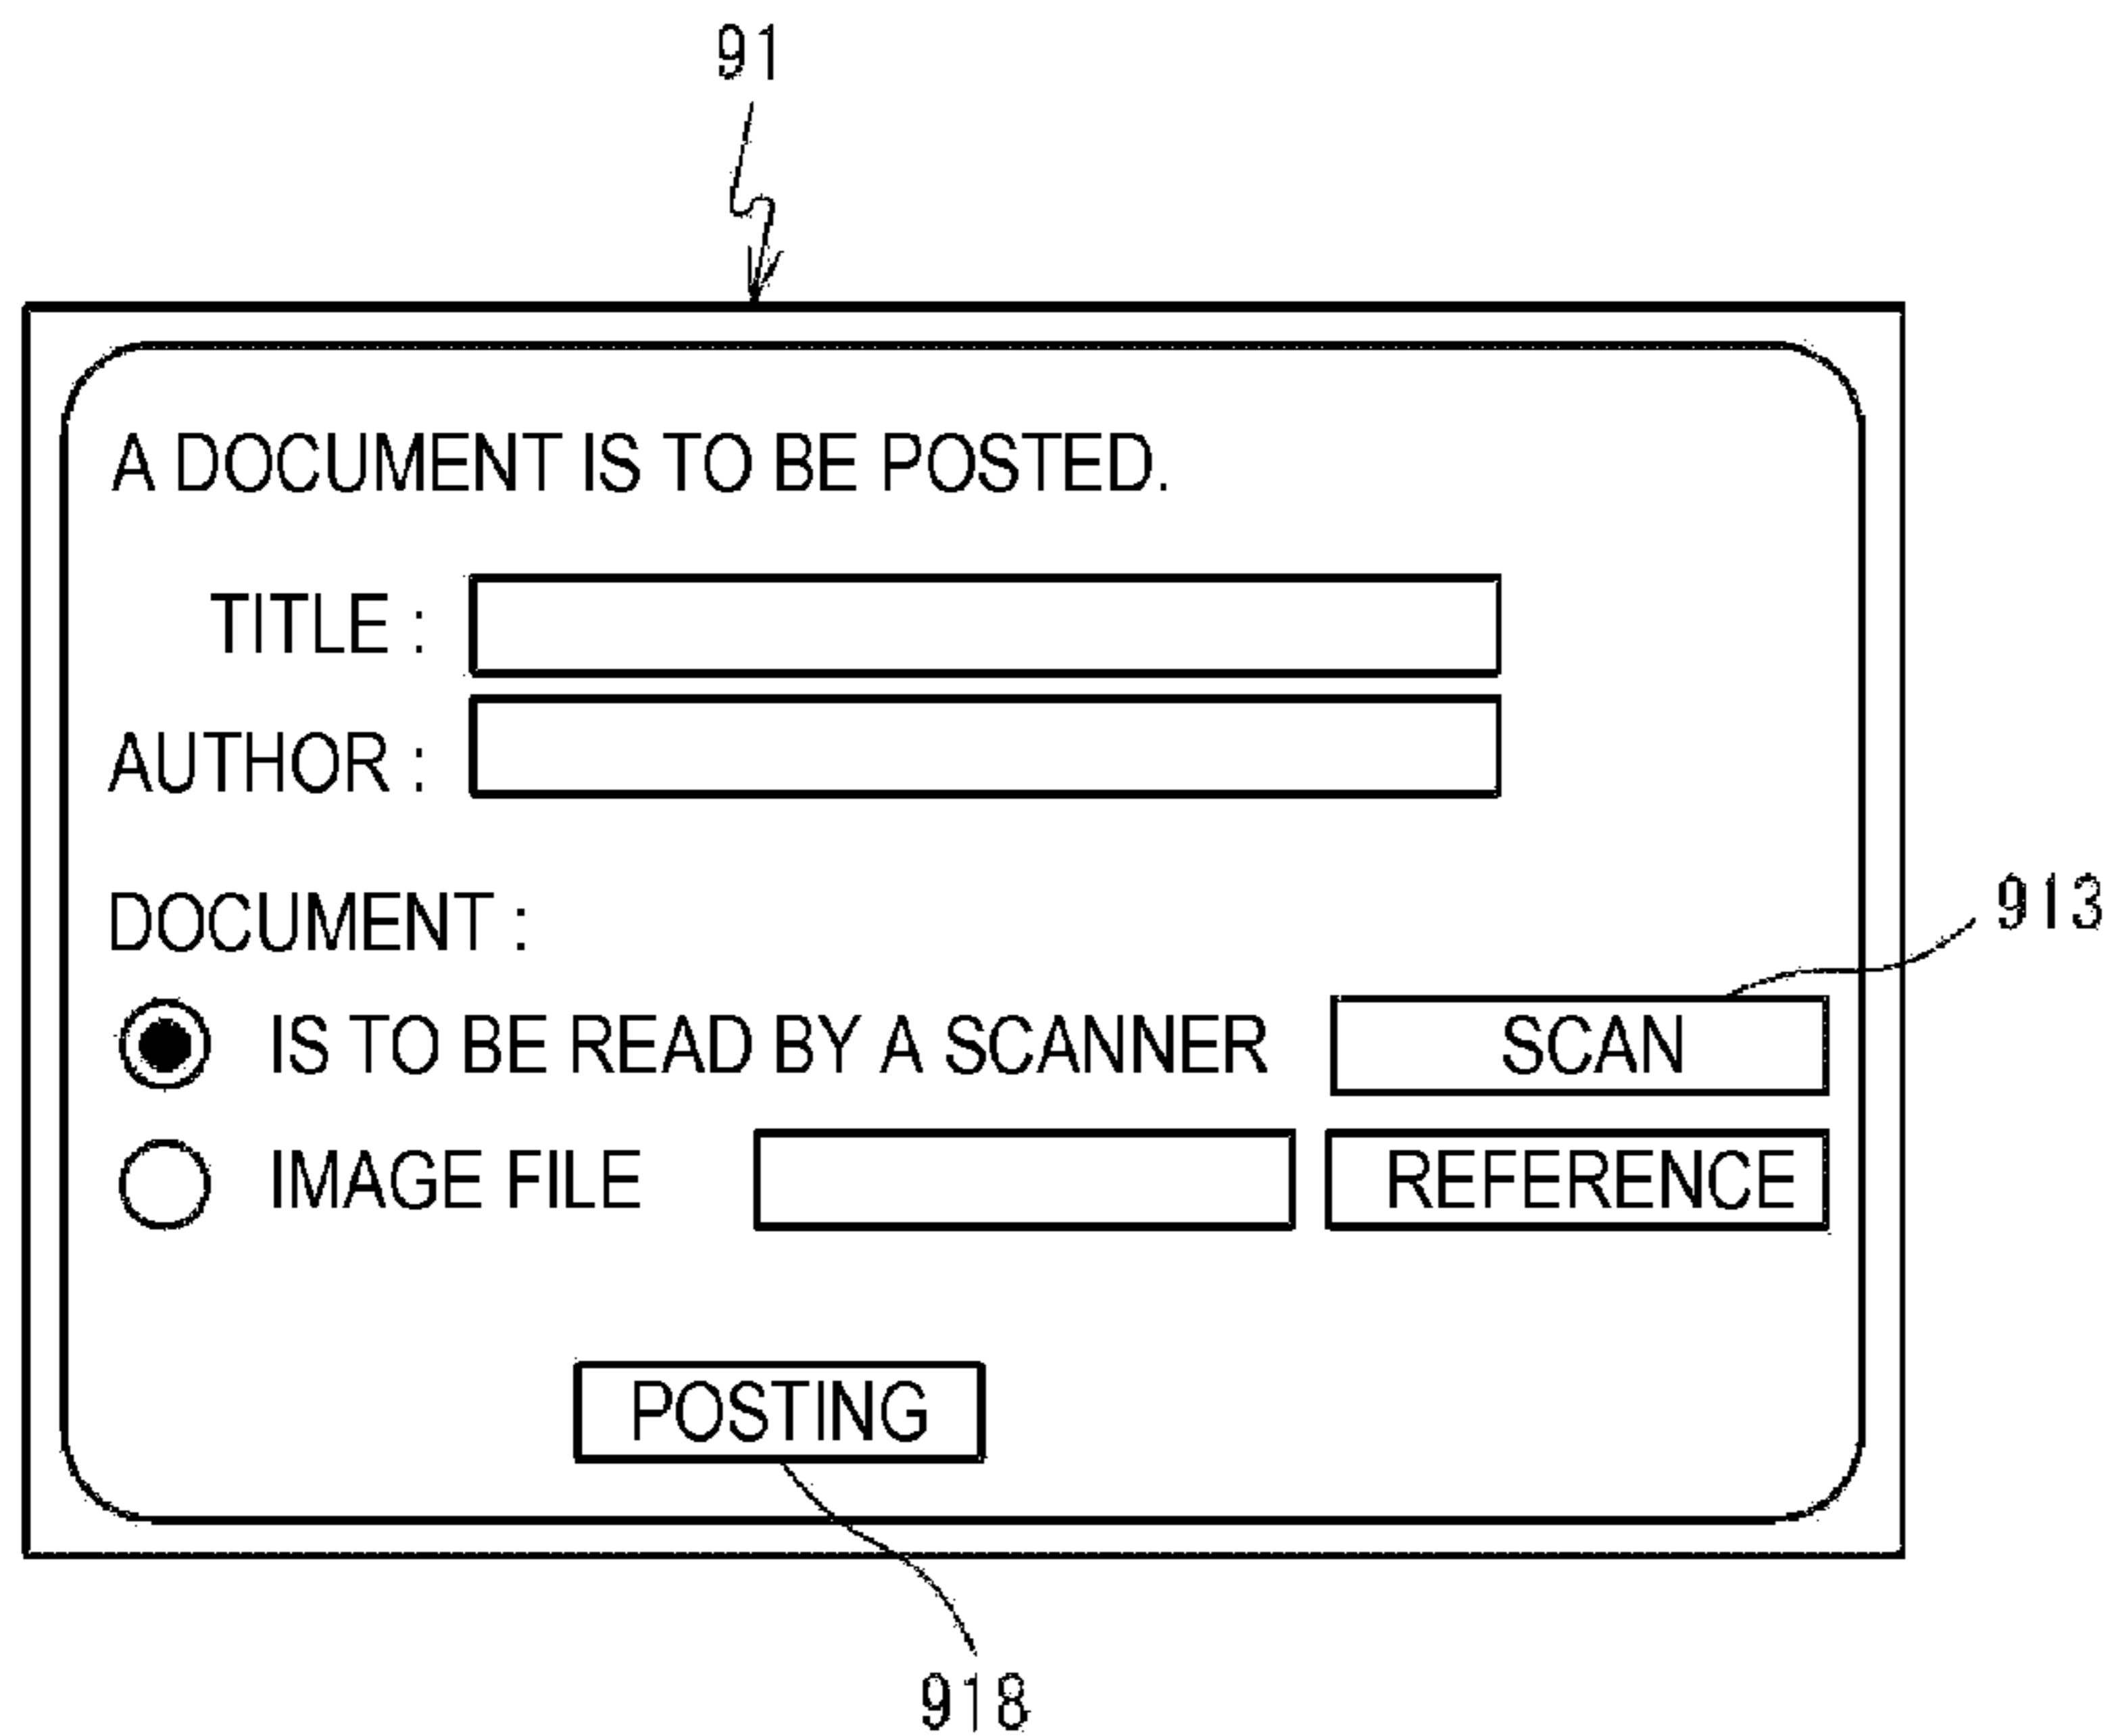 91
A DOCUMENT IS TO BE POSTED.
TITLE :
AUTHOR :
DOCUMENT :
913
IS TO BE READ BY A SCANNER SCAN
IMAGE FILE REFERENCE
POSTING
918